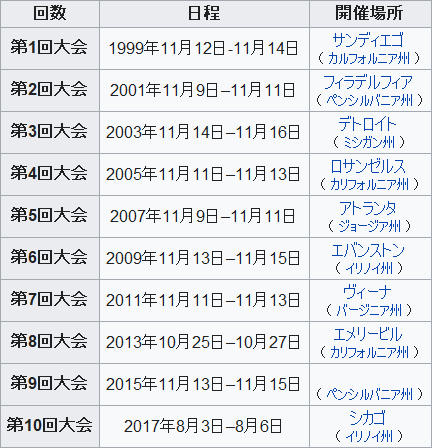 回数 日程 開催場所
第1回大会 1999年11月12日-11月14日 サンディエゴ
（カルフォルニア州）
第2回大会 2001年11月9日–11月11日 フィラデルフィア
（ペンシルバニア州）
第3回大会 2003年11月14日–11月16日 デトロイト
（ミシガン州）
第4回大会 2005年11月11日–11月13日 ロサンゼルス
（カリフォルニア州）
第5回大会 2007年11月9日–11月11日 アトランタ
（ジョージア州）
第6回大会 2009年11月13日–11月15日 エバンストン
（イリノイ州）
第7回大会 2011年11月11日–11月13日 ヴィーナ
（バージニア州）
第8回大会 2013年10月25日–10月27日 エメリービル
（カリフォルニア州）
第9回大会 2015年11月13日–11月15日
（ペンシルバニア州）
第10回大会 2017年8月3日–8月6日 シカゴ
（イリノイ州）